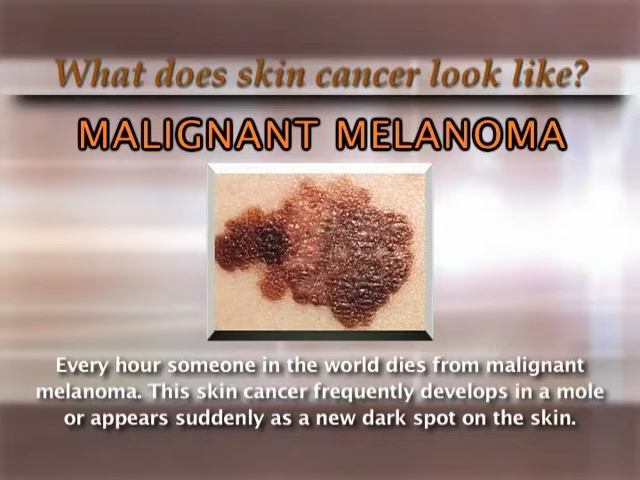 What does skin cancer look like?
MALIGNANT MELANOMA
Every hour someone in the world dies from malignant
melanoma. This skin cancer frequently develops in a mole
or appears suddenly as a new dark spot on the skin.